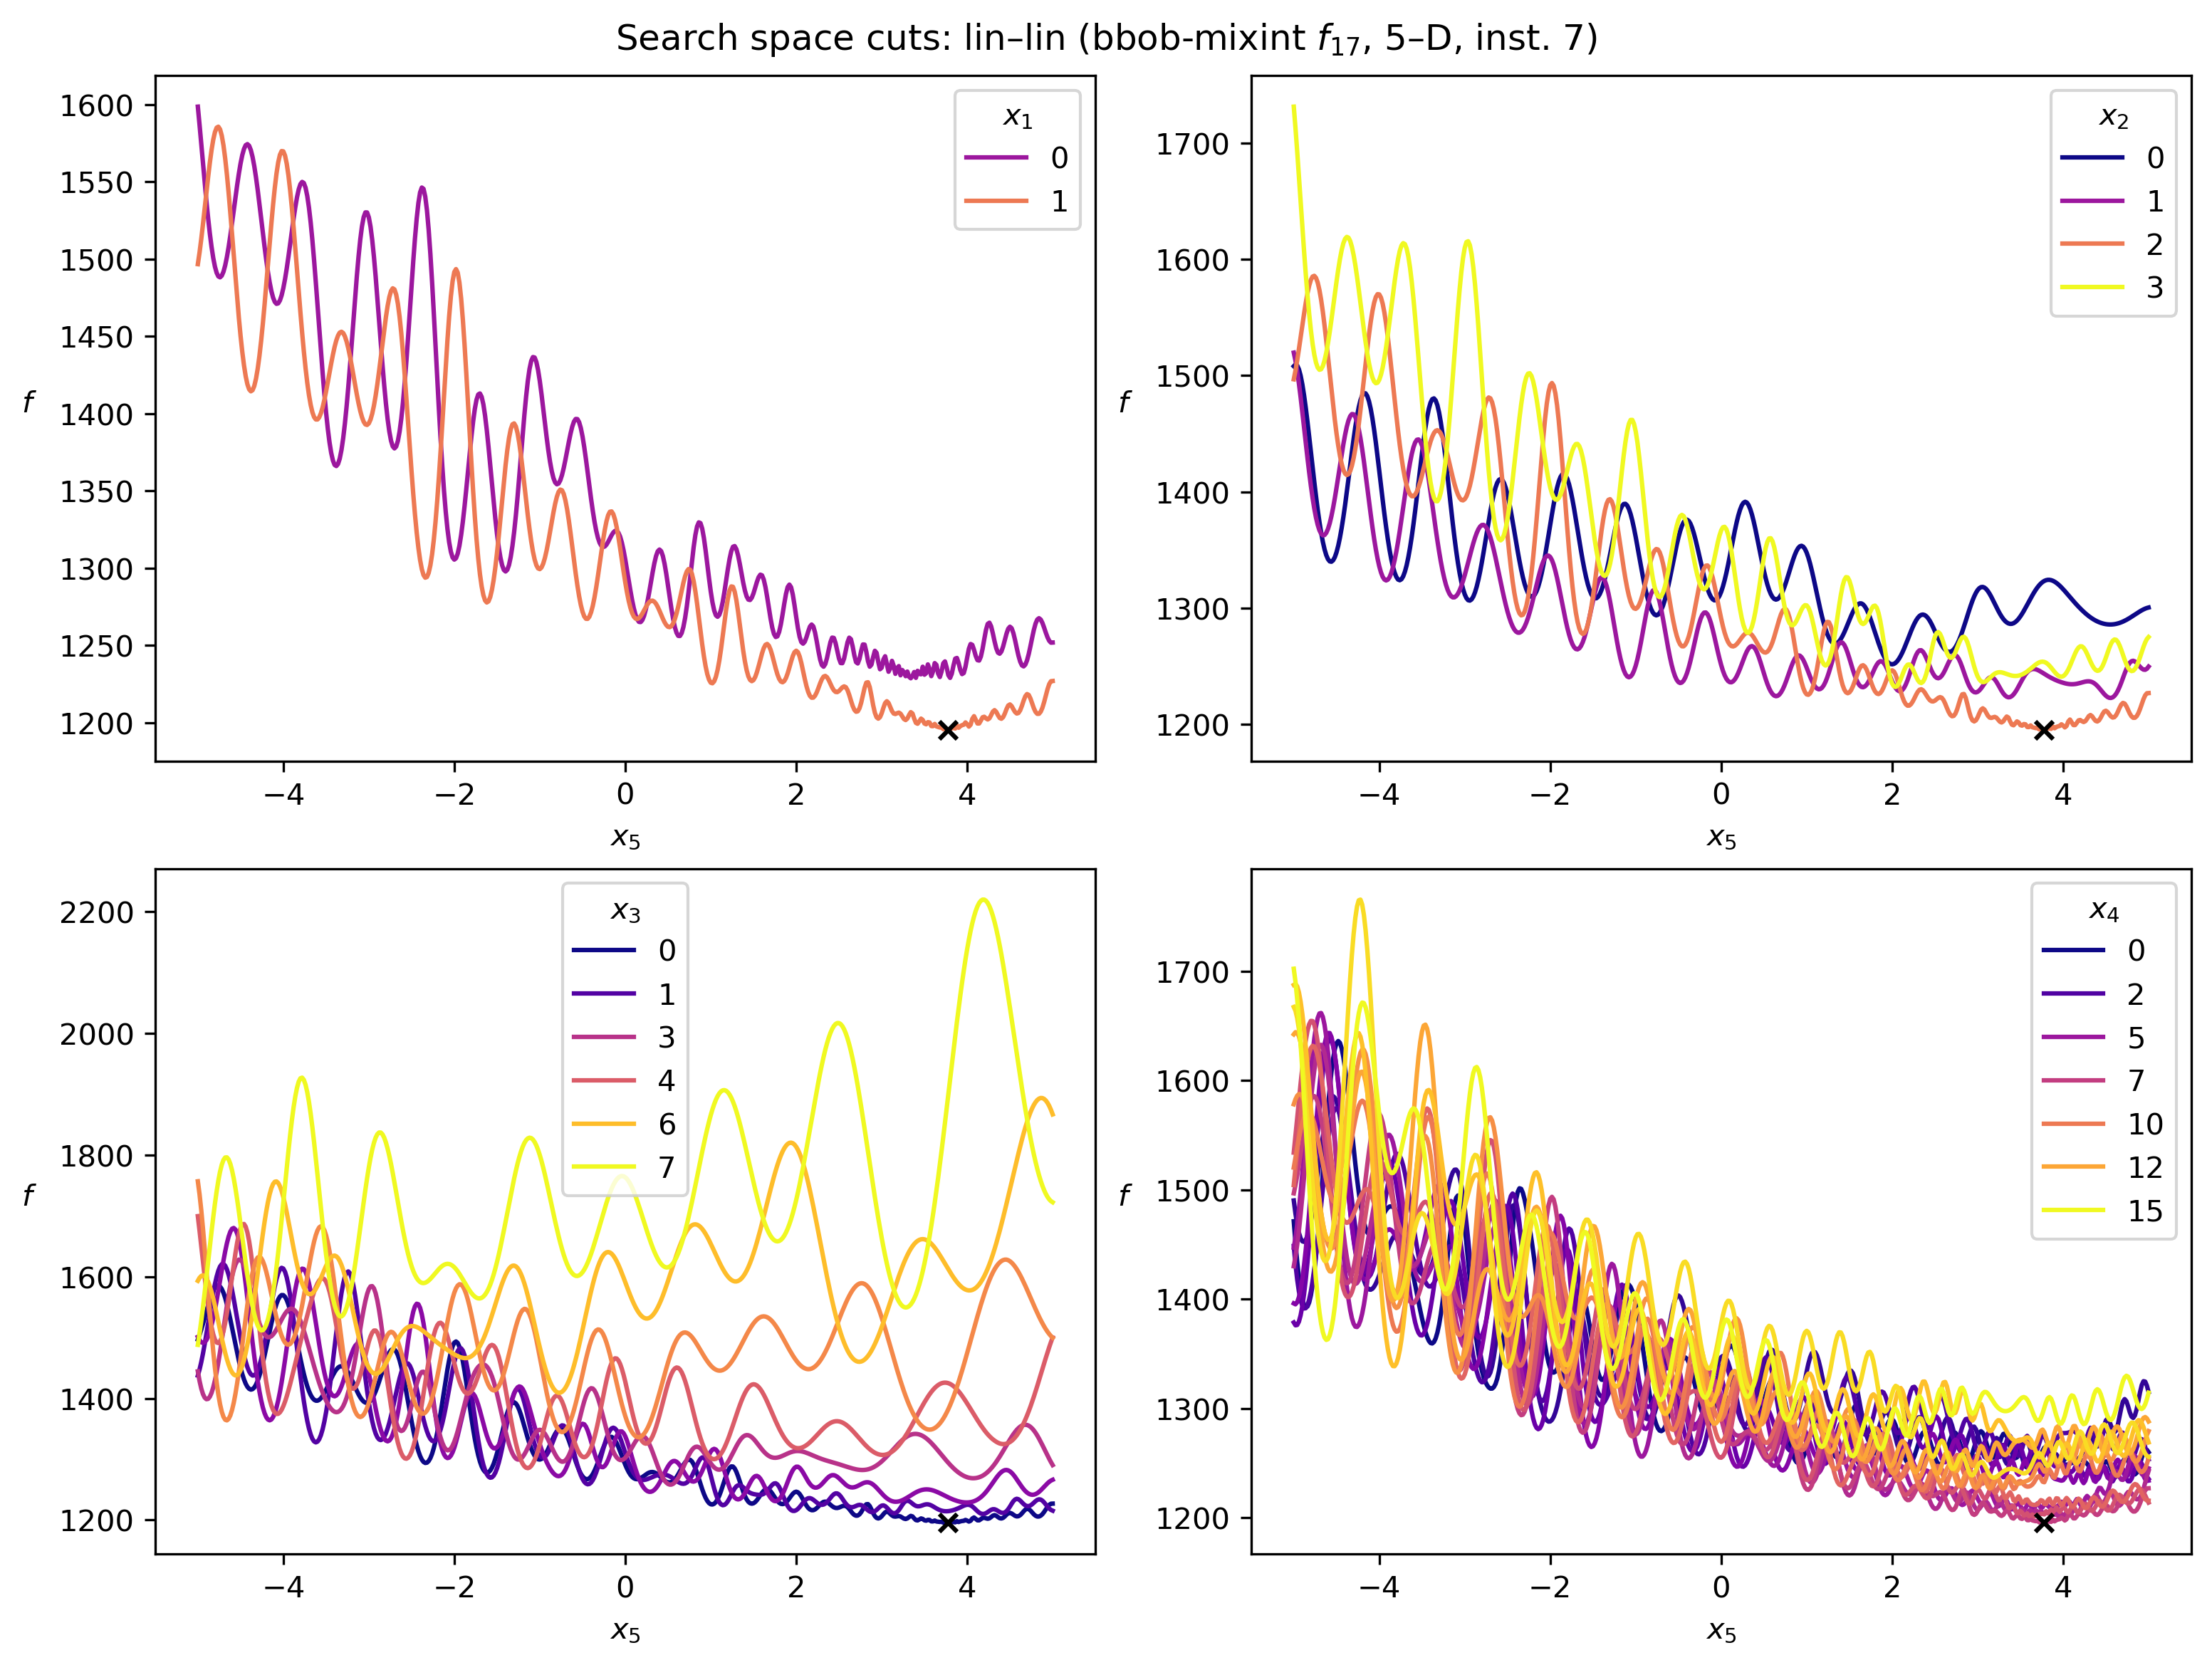 Search space cuts: lin–lin (bbob-mixint f17, 5–D, inst. 7)
1600
1550
1500
1450
1400
1350
1300
1250
1200
f
−4 −2 0 2 4
x5
x1
0
1
1700
1600
1500
1400
1300
1200
f
−4 −2 0 2 4
x5
x2
0
1
2
3
2200
2000
1800
1600
1400
1200
f
−4 −2 0 2 4
x5
x3
0
1
3
4
6
7
1700
1600
1500
1400
1300
1200
f
−4 −2 0 2 4
x5
x4
0
2
5
7
10
12
15